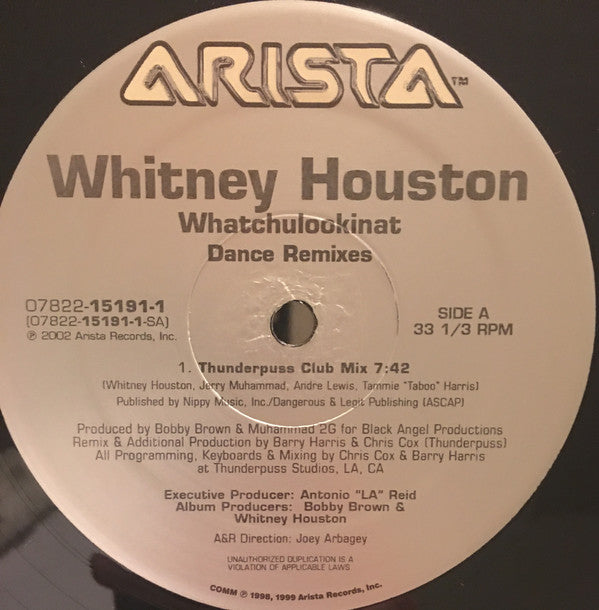 ARISTA™
Whitney Houston
Whatchulookinat
Dance Remixes
07822-15191-1
(07822-15191-1-SA)
℗ 2002 Arista Records, Inc.
SIDE A
33 1/3 RPM
1. Thunderpuss Club Mix 7:42
(Whitney Houston, Jerry Muhammad, Andre Lewis, Tammie "Taboo" Harris)
Published by Nippy Music, Inc./Dangerous & Legit Publishing (ASCAP)
Produced by Bobby Brown & Muhammad 2G for Black Angel Productions
Remix & Additional Production by Barry Harris & Chris Cox (Thunderpuss)
All Programming, Keyboards & Mixing by Chris Cox & Barry Harris
at Thunderpuss Studios, LA, CA
Executive Producer: Antonio "LA" Reid
Album Producers: Bobby Brown &
Whitney Houston
A&R Direction: Joey Arbagey
UNAUTHORIZED DUPLICATION IS A
VIOLATION OF APPLICABLE LAWS
COMM ℗ 1998, 1999 Arista Records, Inc.